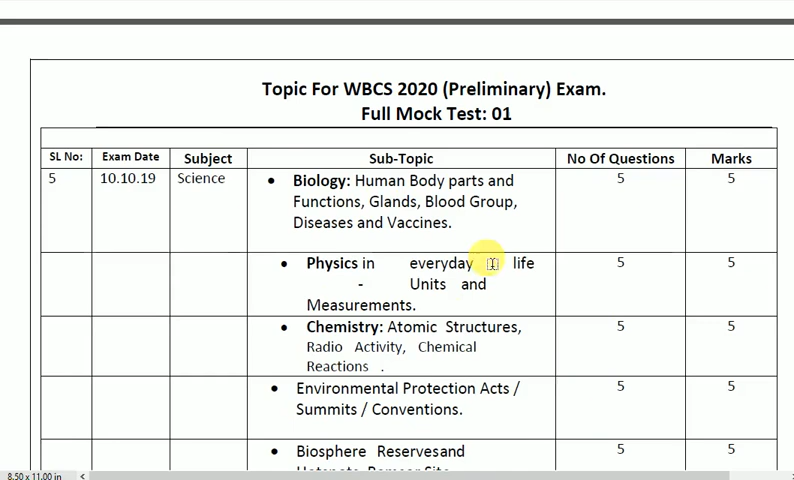 Topic For WBCS 2020 (Preliminary) Exam.
Full Mock Test: 01
SL No: Exam Date Subject Sub-Topic No Of Questions Marks
5 10.10.19 Science • Biology: Human Body parts and 5 5
Functions, Glands, Blood Group,
Diseases and Vaccines.
• Physics in everyday life 5 5
- Units and
Measurements.
• Chemistry: Atomic Structures, 5 5
Radio Activity, Chemical
Reactions .
• Environmental Protection Acts / 5 5
Summits / Conventions.
• Biosphere Reservesand 5 5
8.50 x 11.00 in